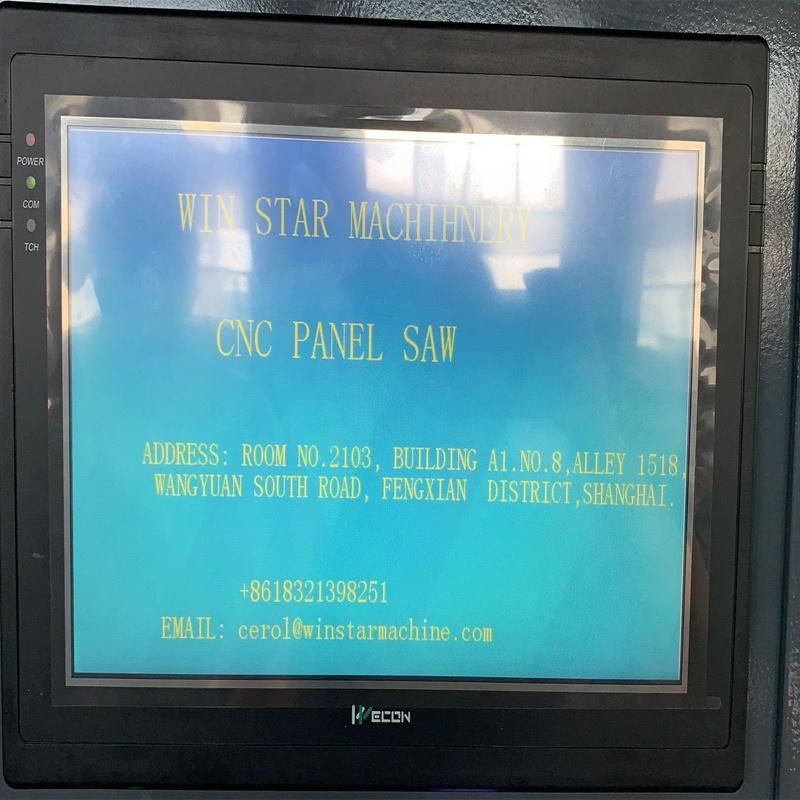 POWER
COM
TCH
WIN STAR MACHIHNERY
CNC PANEL SAW
ADDRESS: ROOM NO.2103, BUILDING A1.NO.8,ALLEY 1518,
WANGYUAN SOUTH ROAD, FENGXIAN DISTRICT,SHANGHAI.
+8618321398251
EMAIL: cerol@winstarmachine.com
WECON